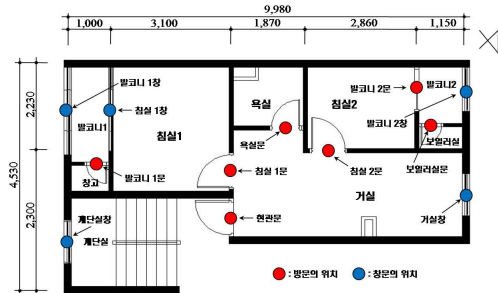 9,980
1,000 3,100 1,870 2,860 1,150
발코니 1창
욕실
침실2
발코니 2문
발코니2
2,230
발코니1
침실 1창
발코니 2창
침실1
욕실문
보일러실
4,530
창고
발코니 1문
침실 1문
침실 2문
보일러실문
거실
2,300
계단실창
계단실
현관문
거실창
: 방문의 위치 : 창문의 위치